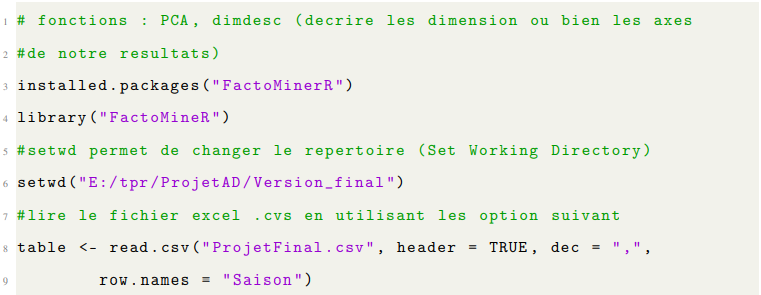 1 # fonctions : PCA, dimdesc (decrire les dimension ou bien les axes
2 #de notre resultats)
3 installed.packages("FactoMinerR")
4 library("FactoMineR")
5 #setwd permet de changer le repertoire (Set Working Directory)
6 setwd("E:/tpr/ProjetAD/Version_final")
7 #lire le fichier excel .cvs en utilisant les option suivant
8 table <- read.csv("ProjetFinal.csv", header = TRUE, dec = ",",
9 row.names = "Saison")